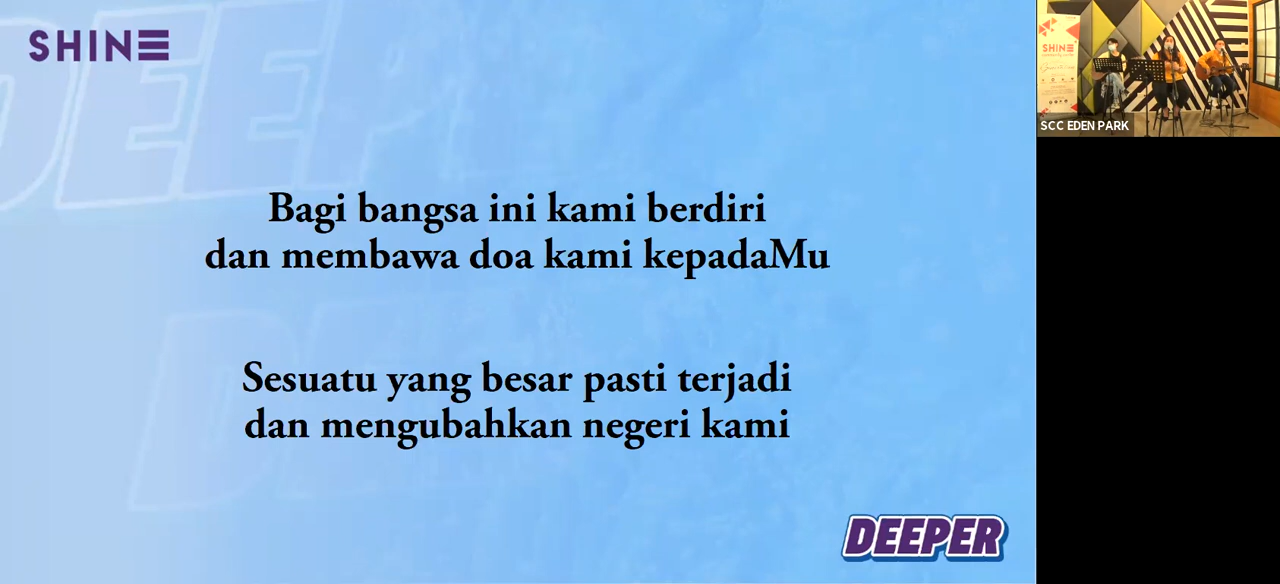 SHINE
Bagi bangsa ini kami berdiri
dan membawa doa kami kepadaMu
Sesuatu yang besar pasti terjadi
dan mengubahkan negeri kami
DEEPER
SHINE
SCC EDEN PARK